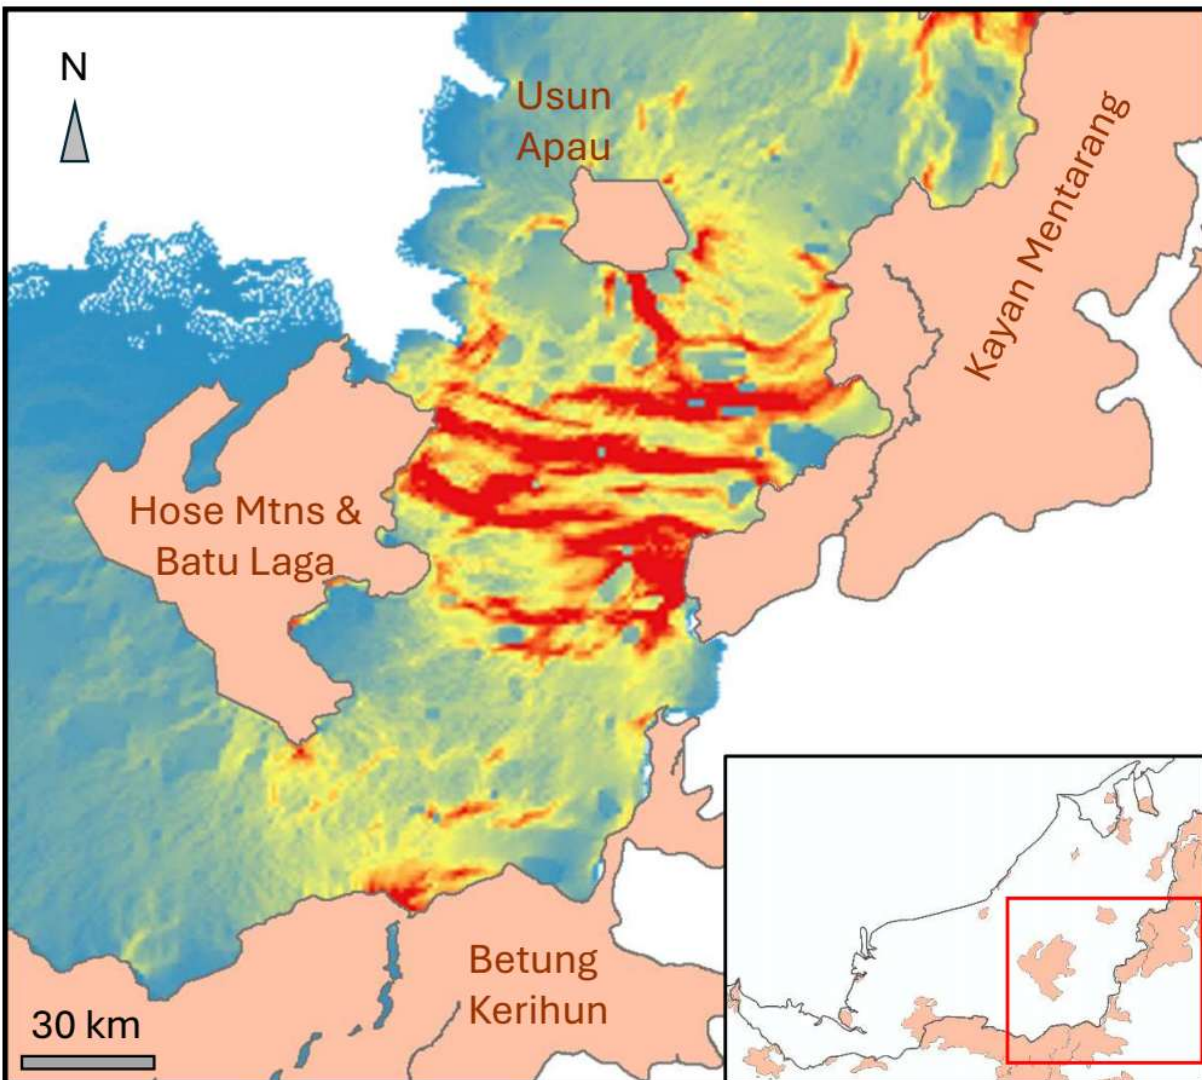 N
Usun
Apau
Kayan Mentarang
Hose Mtns &
Batu Laga
Betung
Kerihun
30 km